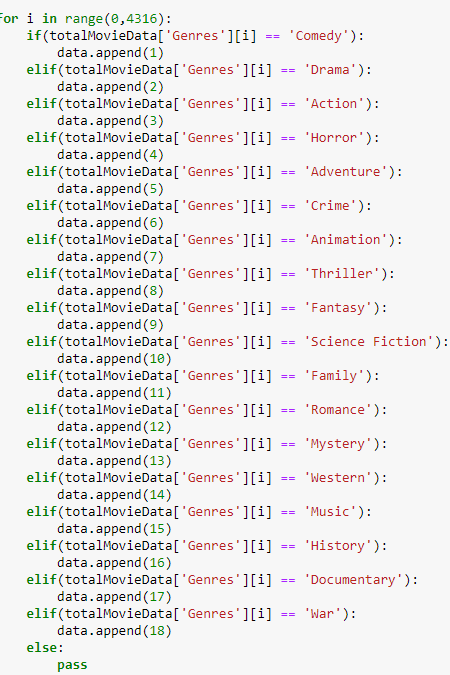 for i in range(0,4316):
    if(totalMovieData['Genres'][i] == 'Comedy'):
        data.append(1)
    elif(totalMovieData['Genres'][i] == 'Drama'):
        data.append(2)
    elif(totalMovieData['Genres'][i] == 'Action'):
        data.append(3)
    elif(totalMovieData['Genres'][i] == 'Horror'):
        data.append(4)
    elif(totalMovieData['Genres'][i] == 'Adventure'):
        data.append(5)
    elif(totalMovieData['Genres'][i] == 'Crime'):
        data.append(6)
    elif(totalMovieData['Genres'][i] == 'Animation'):
        data.append(7)
    elif(totalMovieData['Genres'][i] == 'Thriller'):
        data.append(8)
    elif(totalMovieData['Genres'][i] == 'Fantasy'):
        data.append(9)
    elif(totalMovieData['Genres'][i] == 'Science Fiction'):
        data.append(10)
    elif(totalMovieData['Genres'][i] == 'Family'):
        data.append(11)
    elif(totalMovieData['Genres'][i] == 'Romance'):
        data.append(12)
    elif(totalMovieData['Genres'][i] == 'Mystery'):
        data.append(13)
    elif(totalMovieData['Genres'][i] == 'Western'):
        data.append(14)
    elif(totalMovieData['Genres'][i] == 'Music'):
        data.append(15)
    elif(totalMovieData['Genres'][i] == 'History'):
        data.append(16)
    elif(totalMovieData['Genres'][i] == 'Documentary'):
        data.append(17)
    elif(totalMovieData['Genres'][i] == 'War'):
        data.append(18)
    else:
        pass